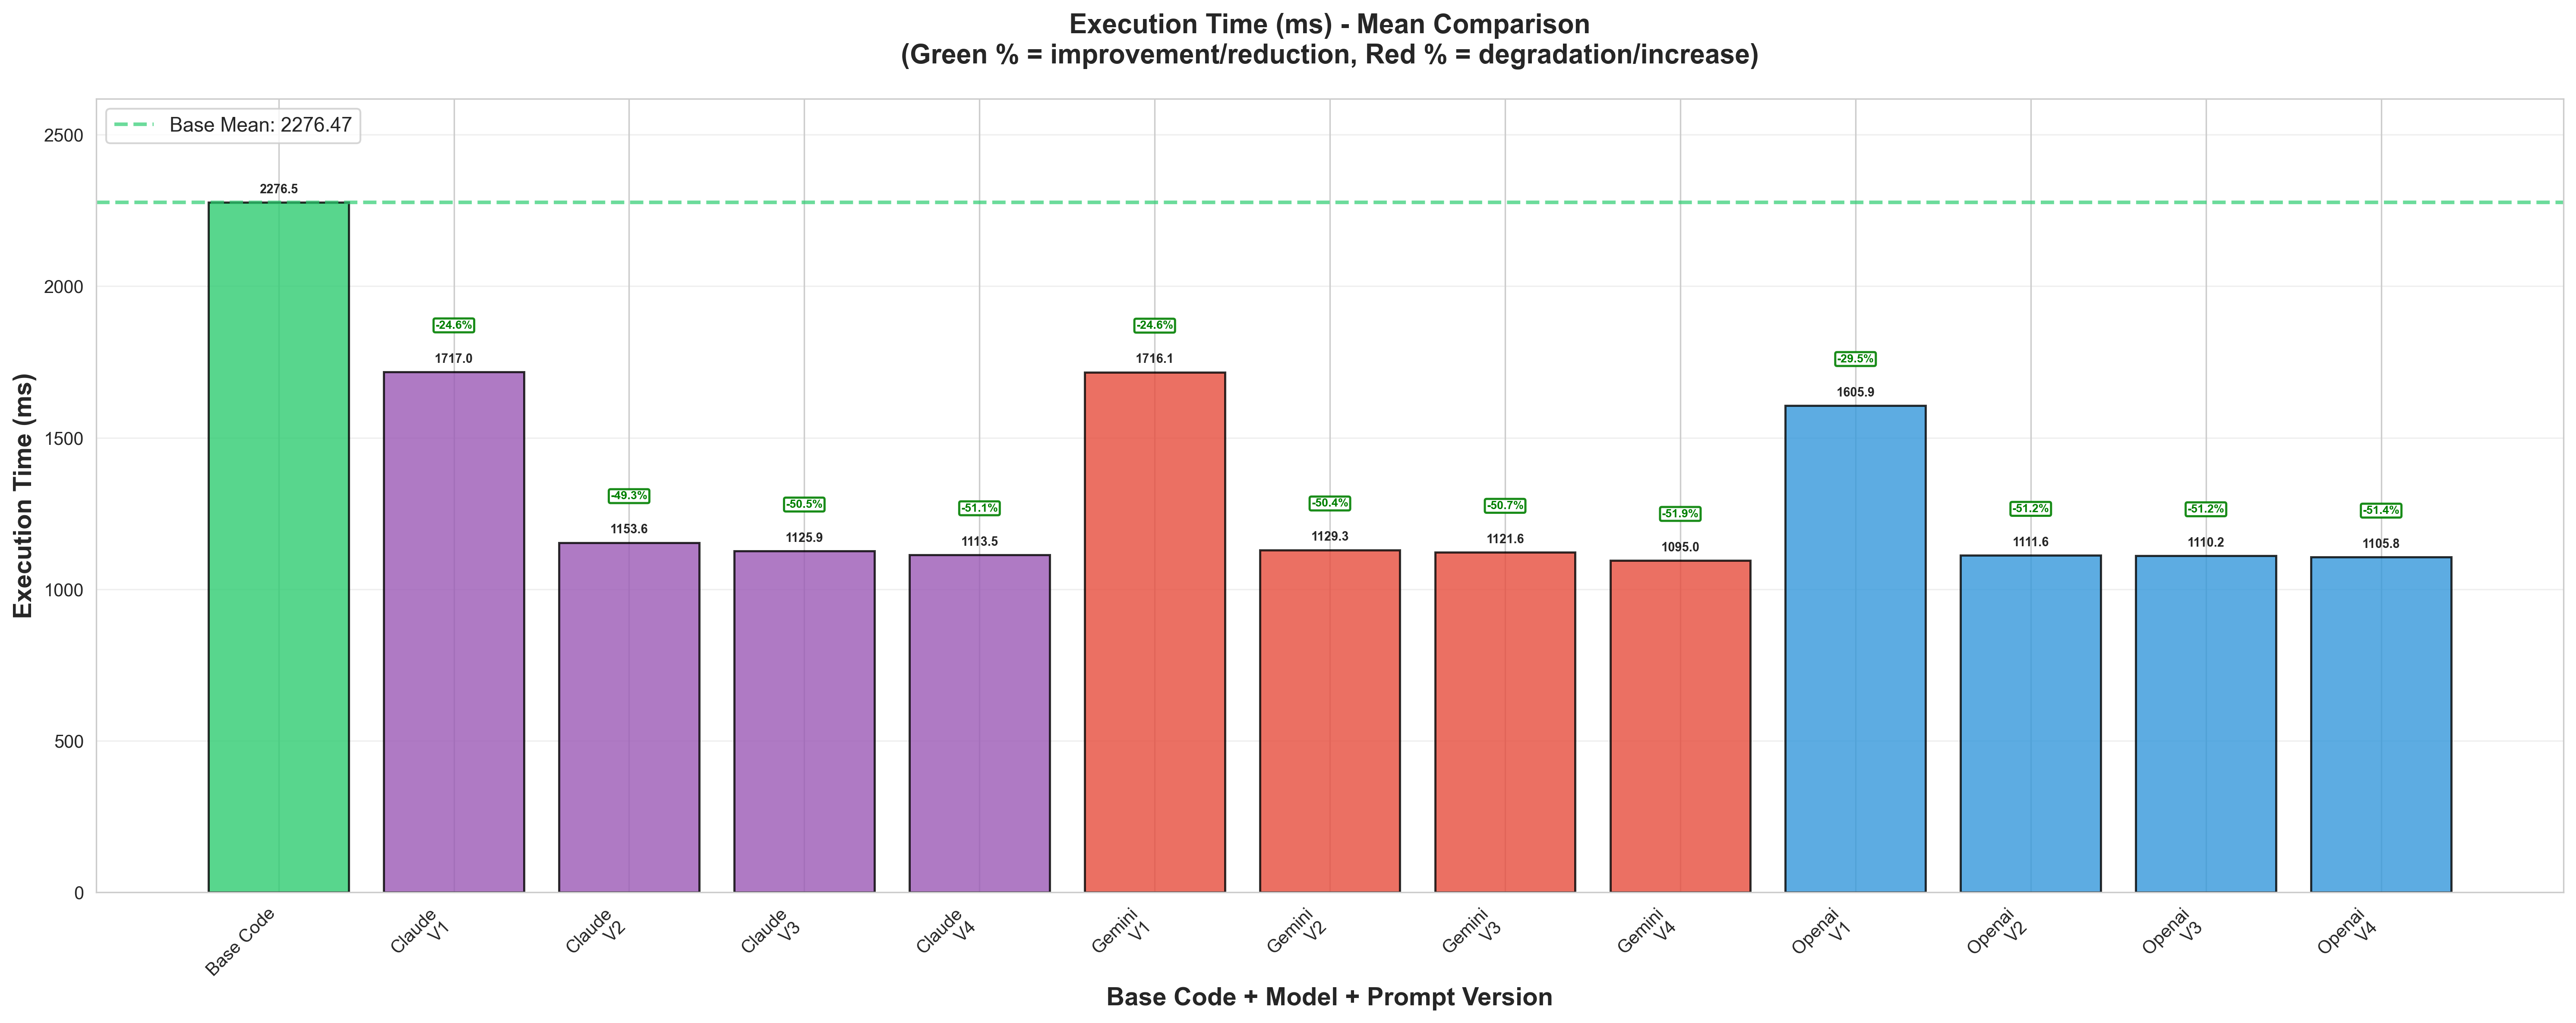 Execution Time (ms) - Mean Comparison
(Green % = improvement/reduction, Red % = degradation/increase)
Base Mean: 2276.47
Execution Time (ms)
2500
2000
1500
1000
500
0
2276.5
-24.6%
1717.0
-49.3%
1153.6
-50.5%
1125.9
-51.1%
1113.5
-24.6%
1716.1
-50.4%
1129.3
-50.7%
1121.6
-51.9%
1095.0
-29.5%
1605.9
-51.2%
1111.6
-51.2%
1110.2
-51.4%
1105.8
Base Code
Claude
V1
Claude
V2
Claude
V3
Claude
V4
Gemini
V1
Gemini
V2
Gemini
V3
Gemini
V4
Openai
V1
Openai
V2
Openai
V3
Openai
V4
Base Code + Model + Prompt Version